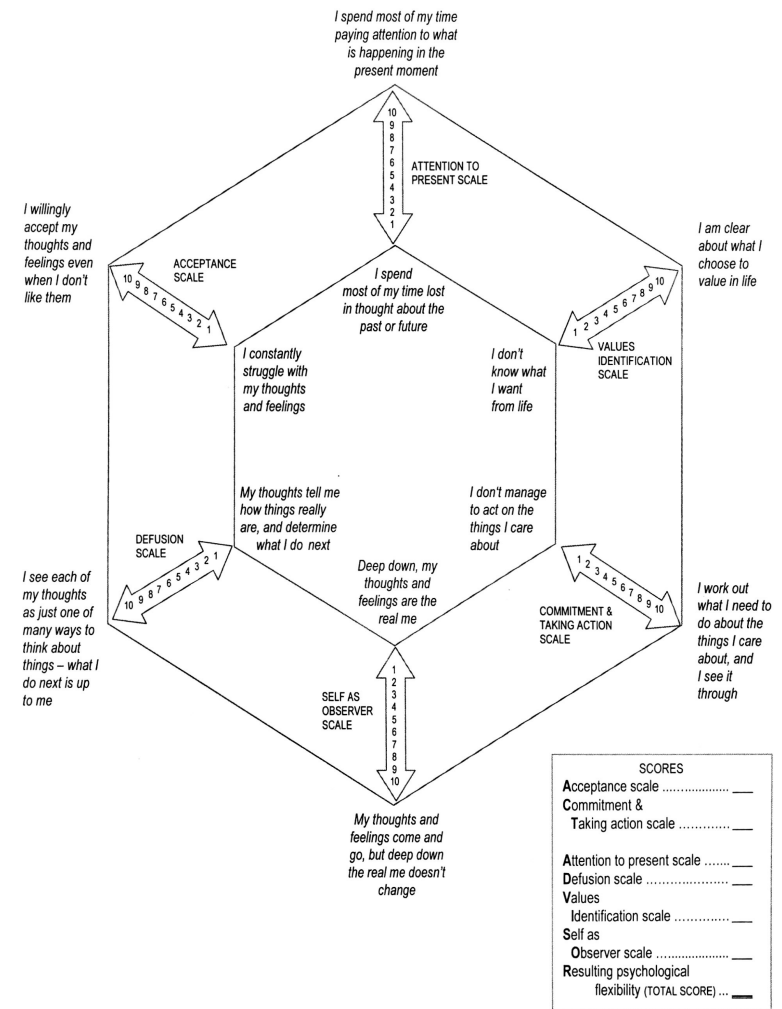 I spend most of my time
paying attention to what
is happening in the
present moment
10
9
8
7
6
5
4
3
2
1
ATTENTION TO
PRESENT SCALE
I willingly
accept my
thoughts and
feelings even
when I don't
like them
ACCEPTANCE
SCALE
10 9 8 7 6 5 4 3 2 1
I spend
most of my time lost
in thought about the
past or future
I am clear
about what I
choose to
value in life
1 2 3 4 5 6 7 8 9 10
VALUES
IDENTIFICATION
SCALE
I constantly
struggle with
my thoughts
and feelings
I don't
know what
I want
from life
My thoughts tell me
how things really
are, and determine
what I do next
I don't manage
to act on the
things I care
about
DEFUSION
SCALE
10 9 8 7 6 5 4 3 2 1
I see each of
my thoughts
as just one of
many ways to
think about
things – what I
do next is up
to me
Deep down, my
thoughts and
feelings are the
real me
1 2 3 4 5 6 7 8 9 10
COMMITMENT &
TAKING ACTION
SCALE
I work out
what I need to
do about the
things I care
about, and
I see it
through
SELF AS
OBSERVER
SCALE
1
2
3
4
5
6
7
8
9
10
My thoughts and
feelings come and
go, but deep down
the real me doesn't
change
SCORES
Acceptance scale .................... ___
Commitment &
Taking action scale ............. ___
Attention to present scale ....... ___
Defusion scale ...................... ___
Values
Identification scale .............. ___
Self as
Observer scale ..................... ___
Resulting psychological
flexibility (TOTAL SCORE) ... ___